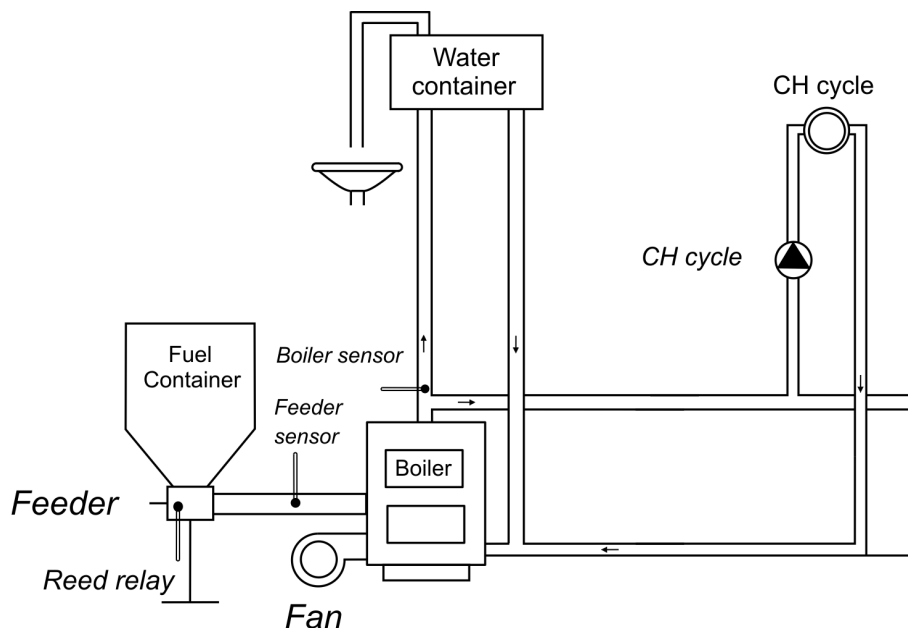 Water
container
CH cycle
CH cycle
Fuel
Container
Boiler sensor
Feeder
sensor
Boiler
Feeder
Reed relay
Fan